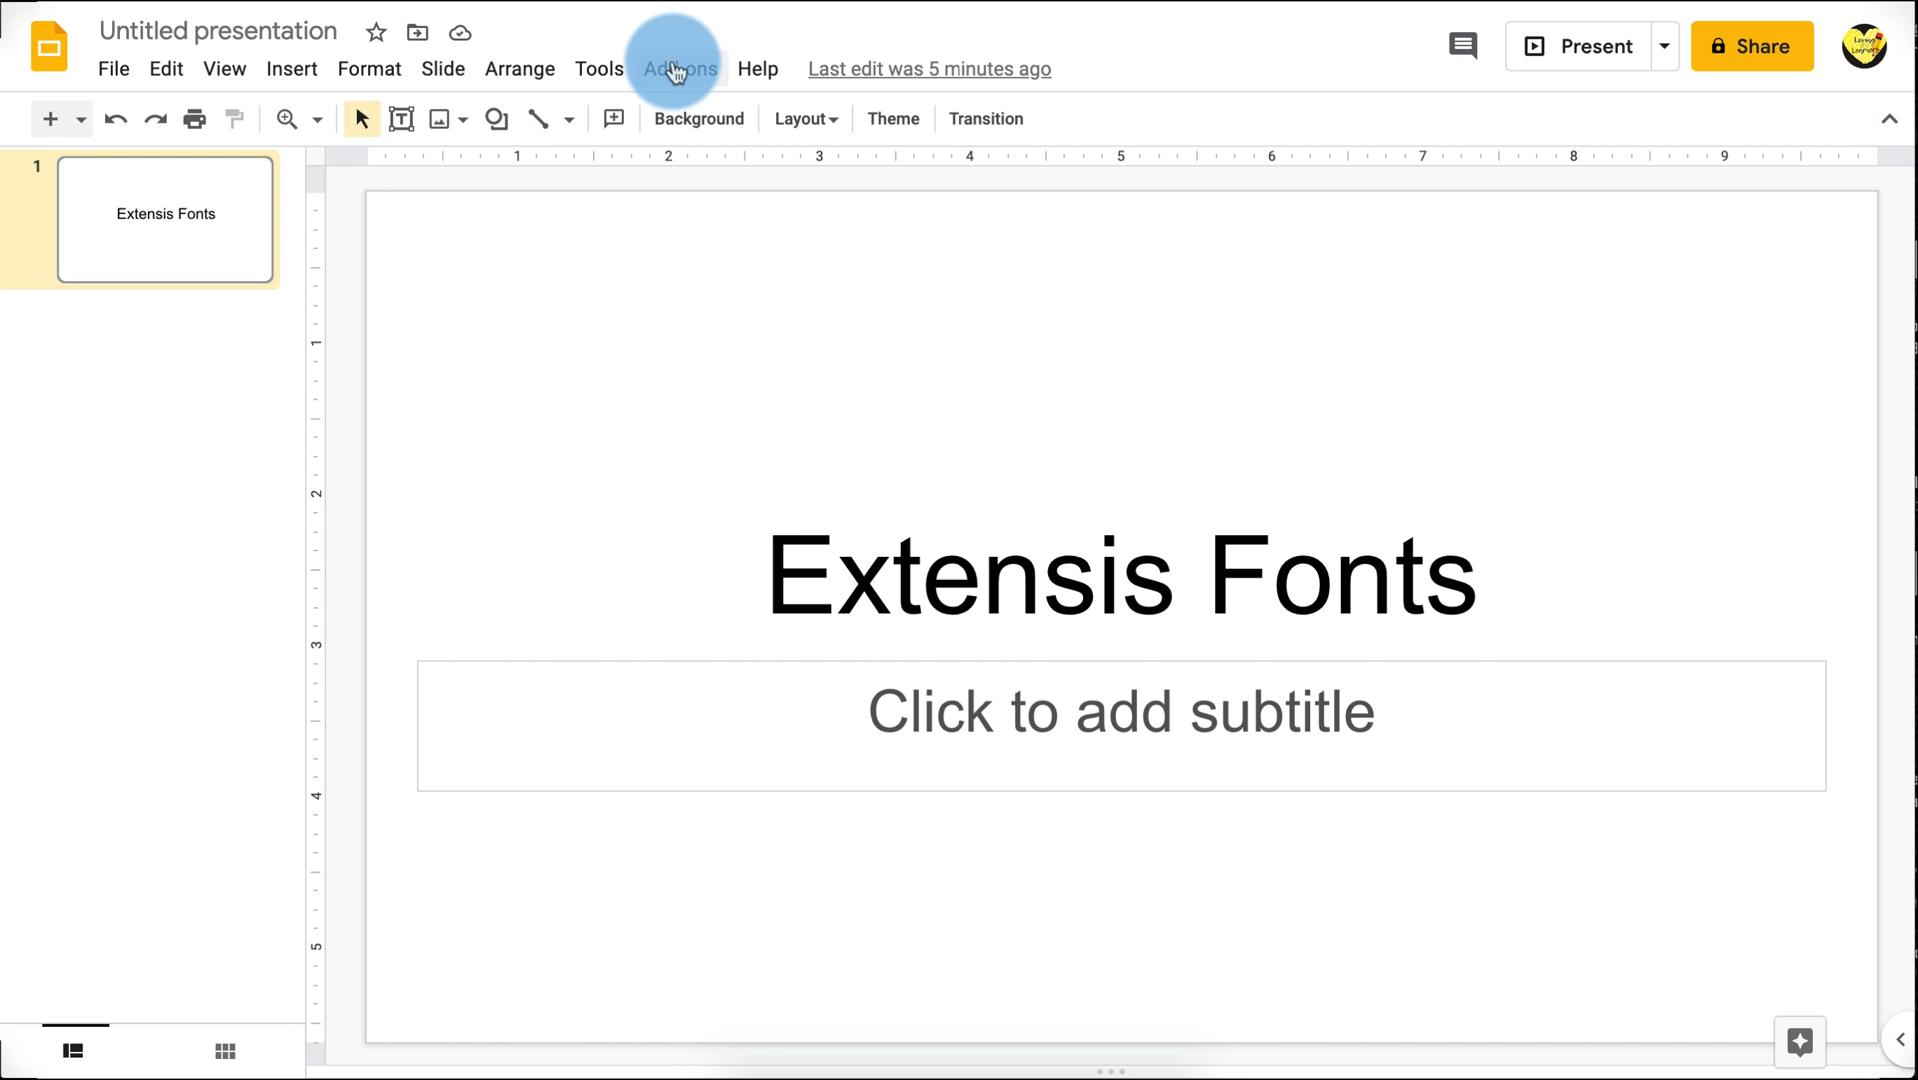 Untitled presentation
File Edit View Insert Format Slide Arrange Tools Add-ons Help Last edit was 5 minutes ago
Present
Share
Background Layout Theme Transition
1 2 3 4 5 6 7 8 9
1
Extensis Fonts
1
2
3
4
5
Extensis Fonts
Click to add subtitle